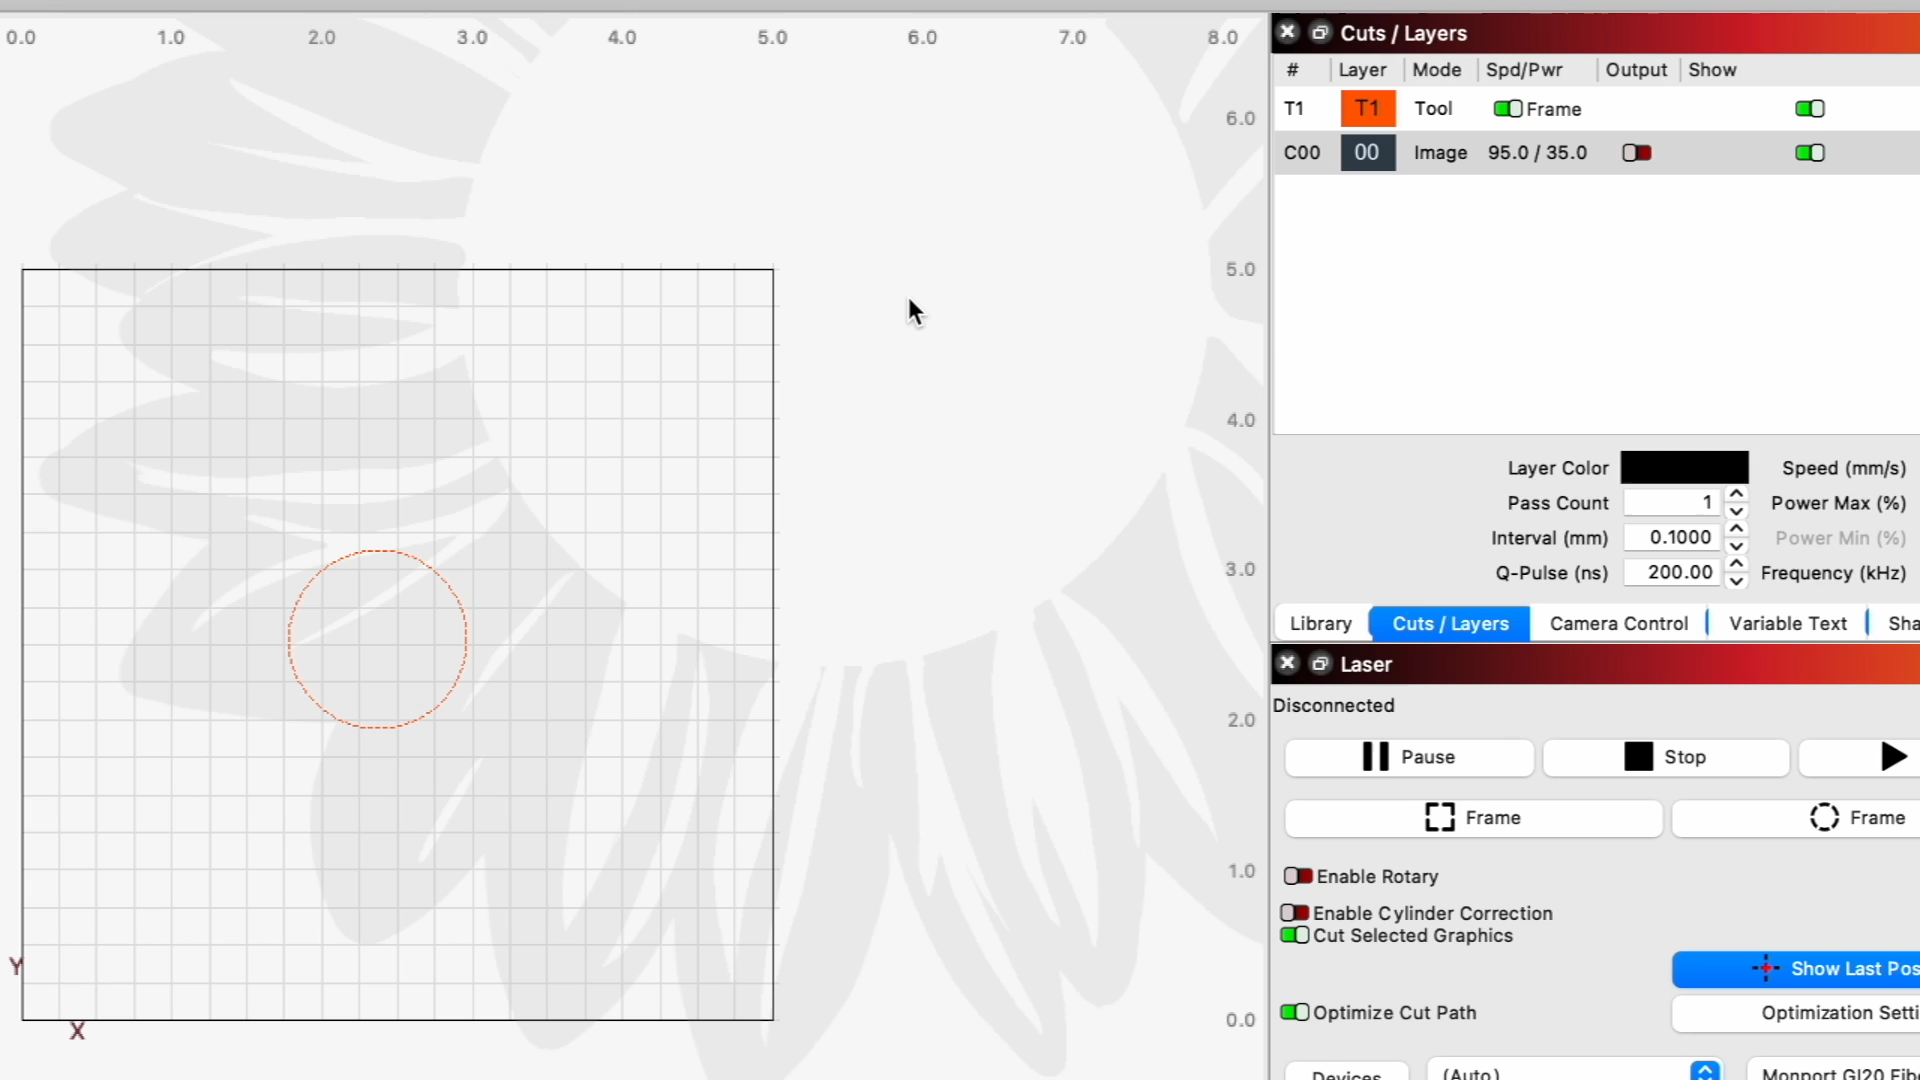 0.0 1.0 2.0 3.0 4.0 5.0 6.0 7.0 8.0
6.0
5.0
4.0
3.0
2.0
1.0
0.0
Y
X
Cuts / Layers
# Layer Mode Spd/Pwr Output Show
T1 T1 Tool Frame
C00 00 Image 95.0 / 35.0
Layer Color Speed (mm/s)
Pass Count 1 Power Max (%)
Interval (mm) 0.1000 Power Min (%)
Q-Pulse (ns) 200.00 Frequency (kHz)
Library Cuts / Layers Camera Control Variable Text Sha
Laser
Disconnected
Pause Stop
Frame Frame
Enable Rotary
Enable Cylinder Correction
Cut Selected Graphics
Show Last Pos
Optimize Cut Path Optimization Setti
Devices (Auto) Monport GI20 Fib